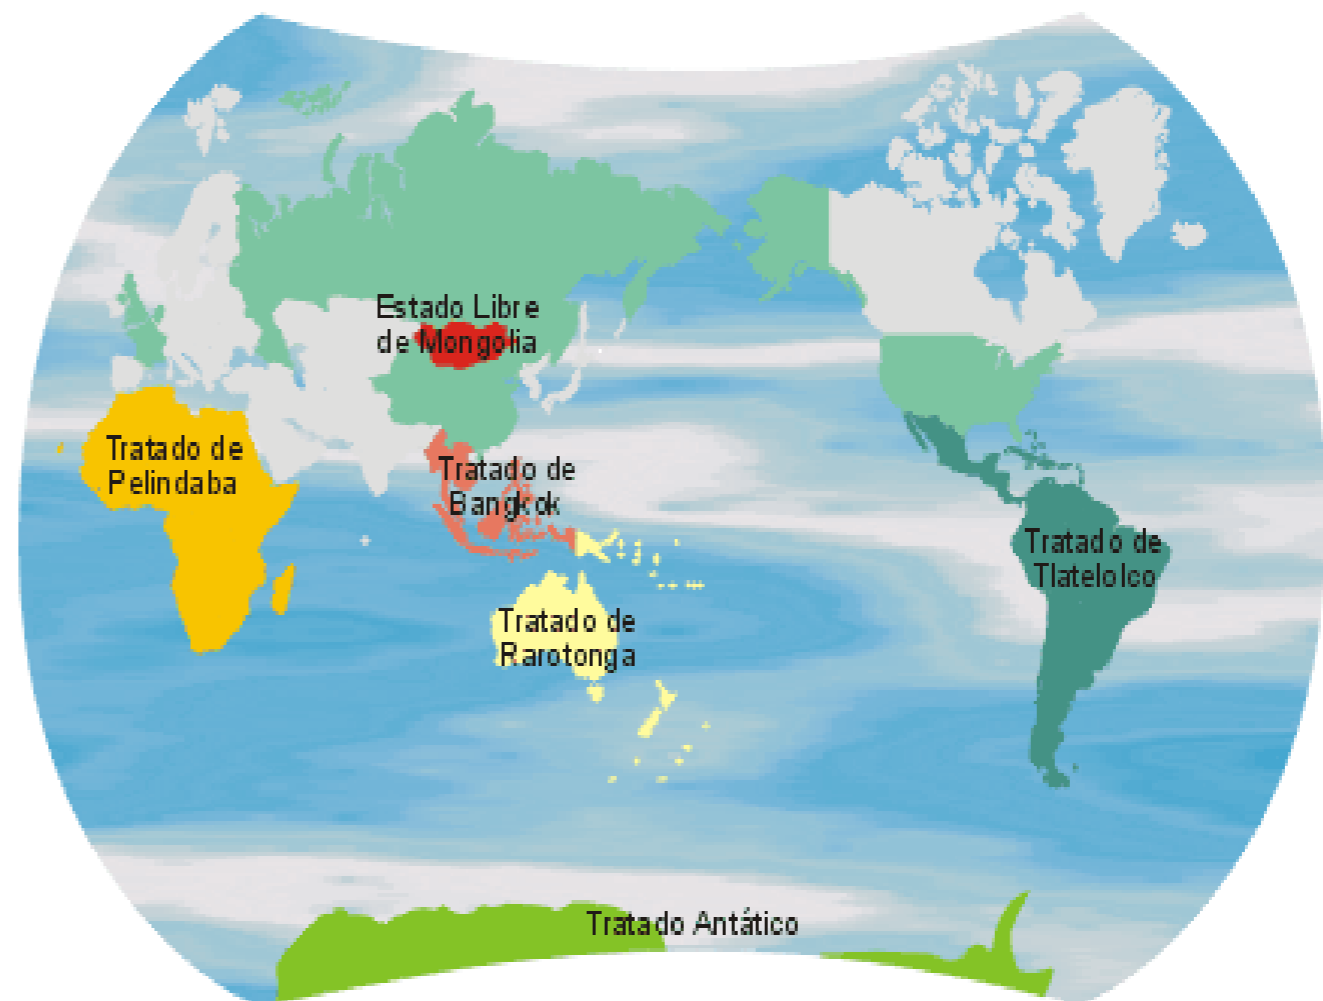 Estado Libre
de Mongolia
Tratado de
Pelindaba
Tratado de
Bangkok
Tratado de
Tlatelolco
Tratado de
Rarotonga
Tratado Antático